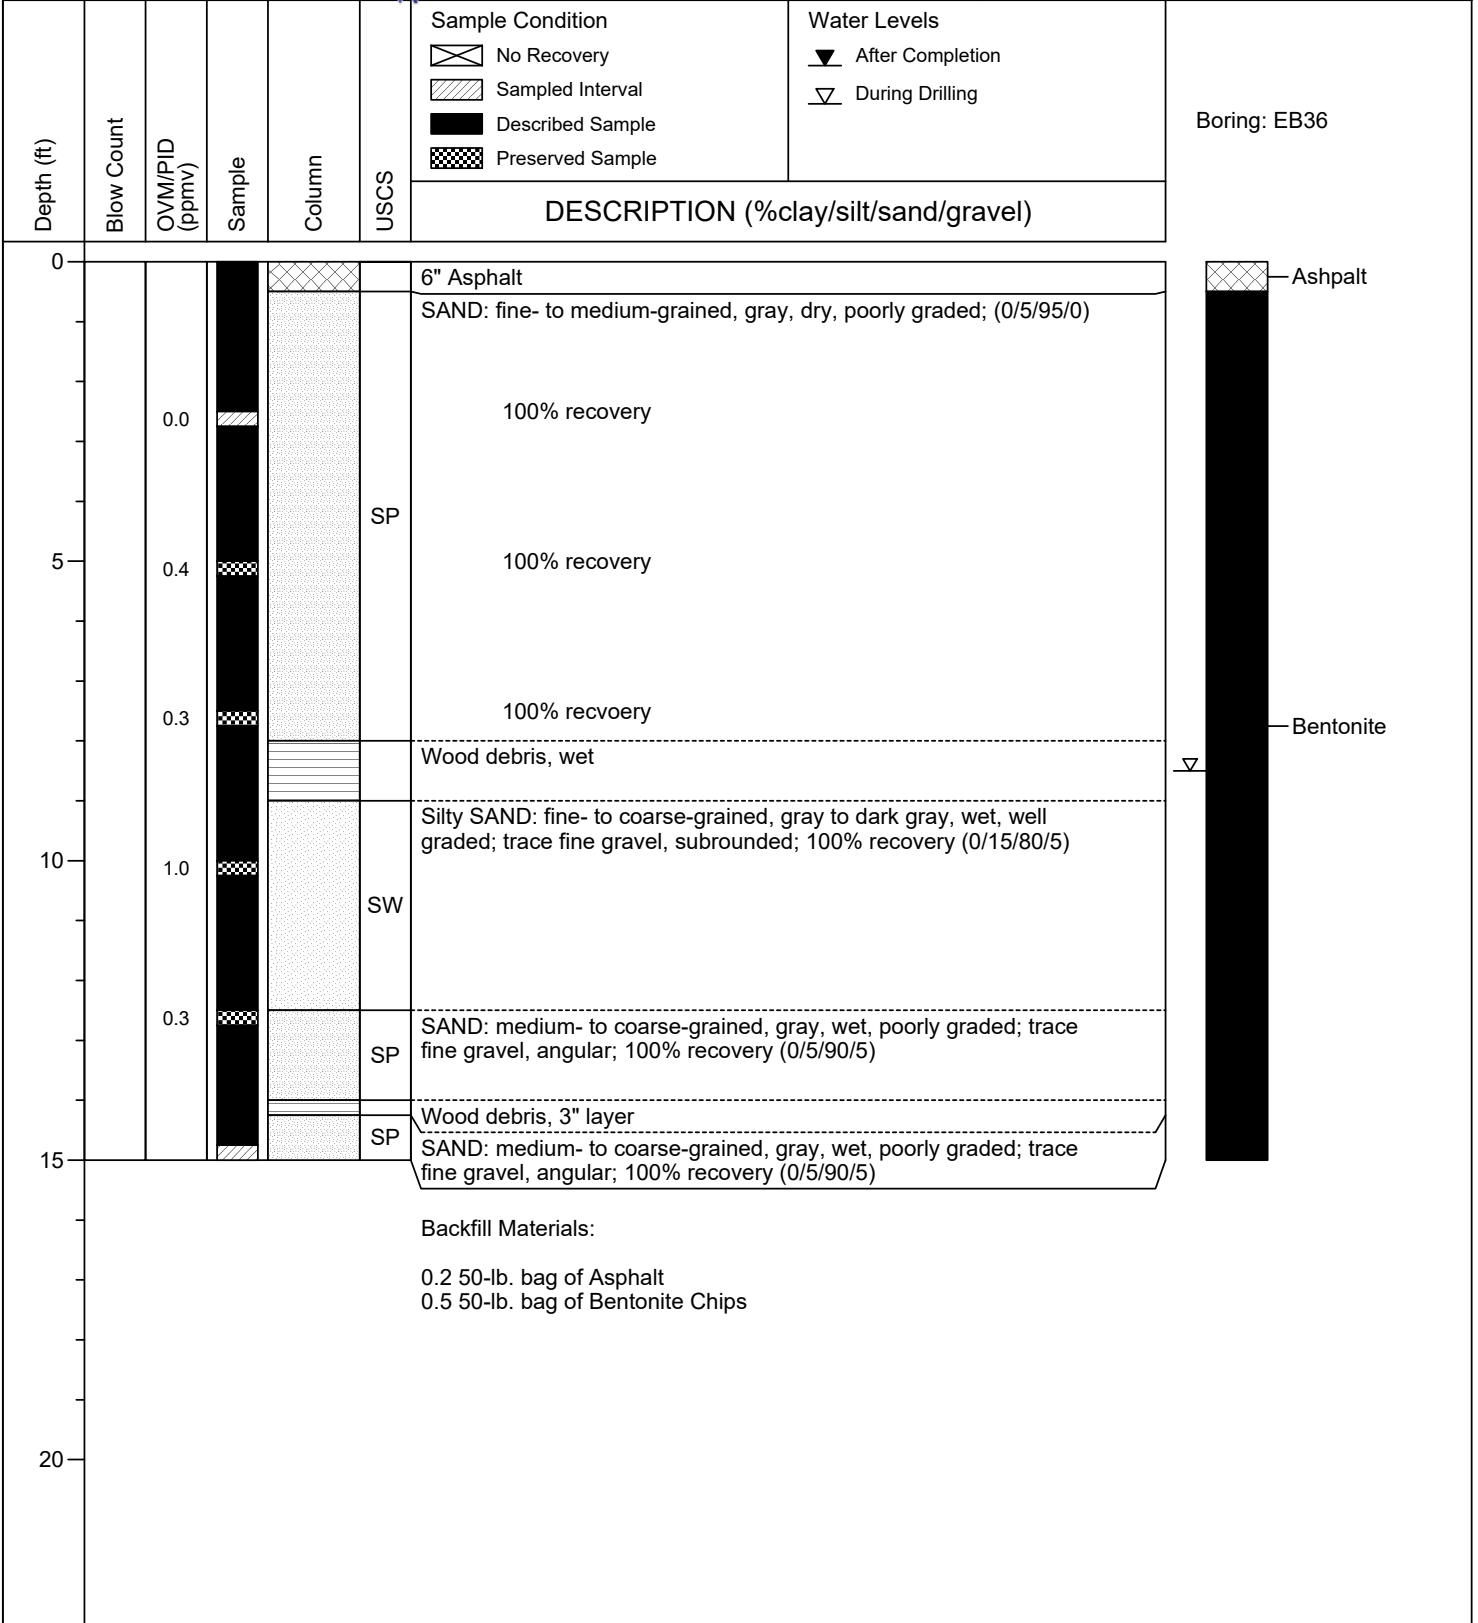 Sample Condition
No Recovery
Sampled Interval
Described Sample
Preserved Sample
Water Levels
After Completion
During Drilling
Boring: EB36
Depth (ft)
Blow Count
OVM/PID
(ppmv)
Sample
Column
USCS
DESCRIPTION (%clay/silt/sand/gravel)
0
6" Asphalt
Ashpalt
SAND: fine- to medium-grained, gray, dry, poorly graded; (0/5/95/0)
0.0
100% recovery
SP
5
0.4
100% recovery
0.3
100% recvoery
Bentonite
Wood debris, wet
Silty SAND: fine- to coarse-grained, gray to dark gray, wet, well
graded; trace fine gravel, subrounded; 100% recovery (0/15/80/5)
10
1.0
SW
0.3
SAND: medium- to coarse-grained, gray, wet, poorly graded; trace
fine gravel, angular; 100% recovery (0/5/90/5)
SP
Wood debris, 3" layer
SP
SAND: medium- to coarse-grained, gray, wet, poorly graded; trace
fine gravel, angular; 100% recovery (0/5/90/5)
15
Backfill Materials:
0.2 50-lb. bag of Asphalt
0.5 50-lb. bag of Bentonite Chips
20